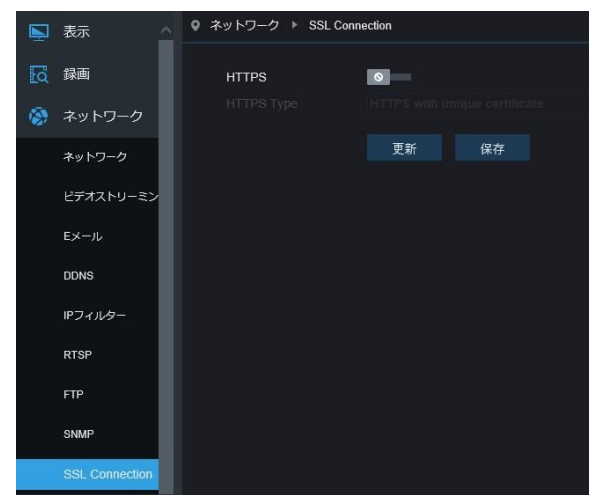 表示
録画
ネットワーク
ネットワーク
ビデオストリーミン
Eメール
DDNS
IPフィルター
RTSP
FTP
SNMP
SSL Connection
ネットワーク SSL Connection
HTTPS
HTTPS Type HTTPS with unique certificate
更新 保存